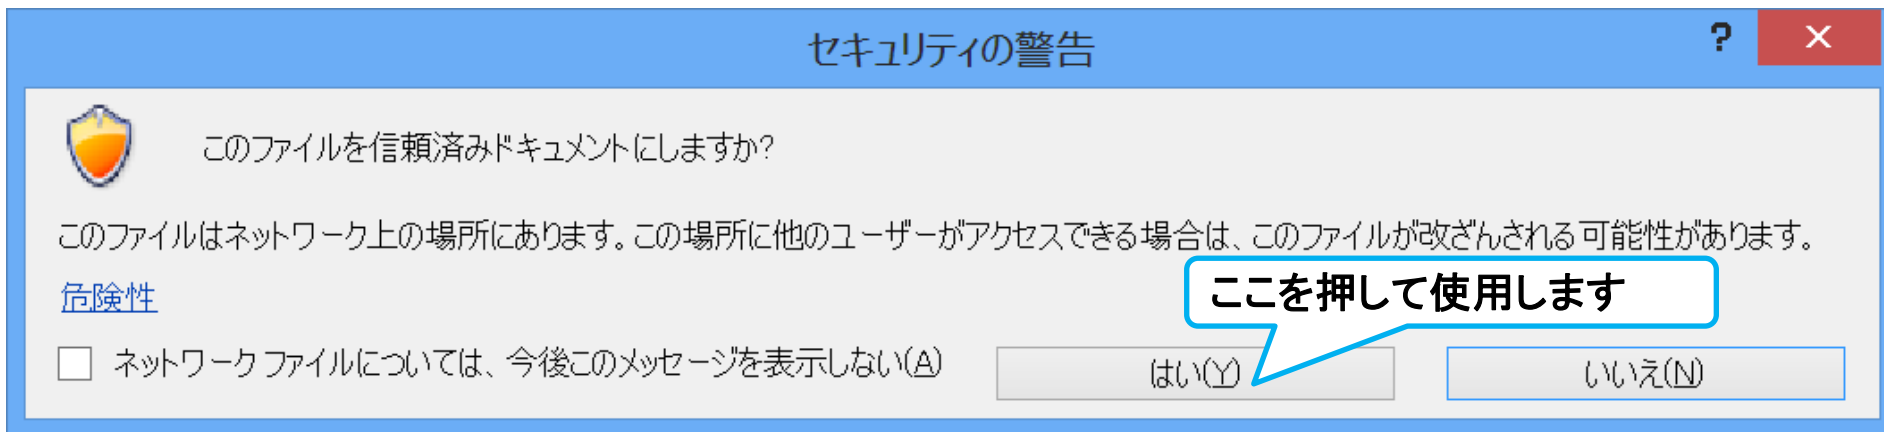 セキュリティの警告
? ×
このファイルを信頼済みドキュメントにしますか?
このファイルはネットワーク上の場所にあります。この場所に他のユーザーがアクセスできる場合は、このファイルが改ざんされる可能性があります。
ここを押して使用します
危険性
ネットワーク ファイルについては、今後このメッセージを表示しない(A)
はい(Y) いいえ(N)